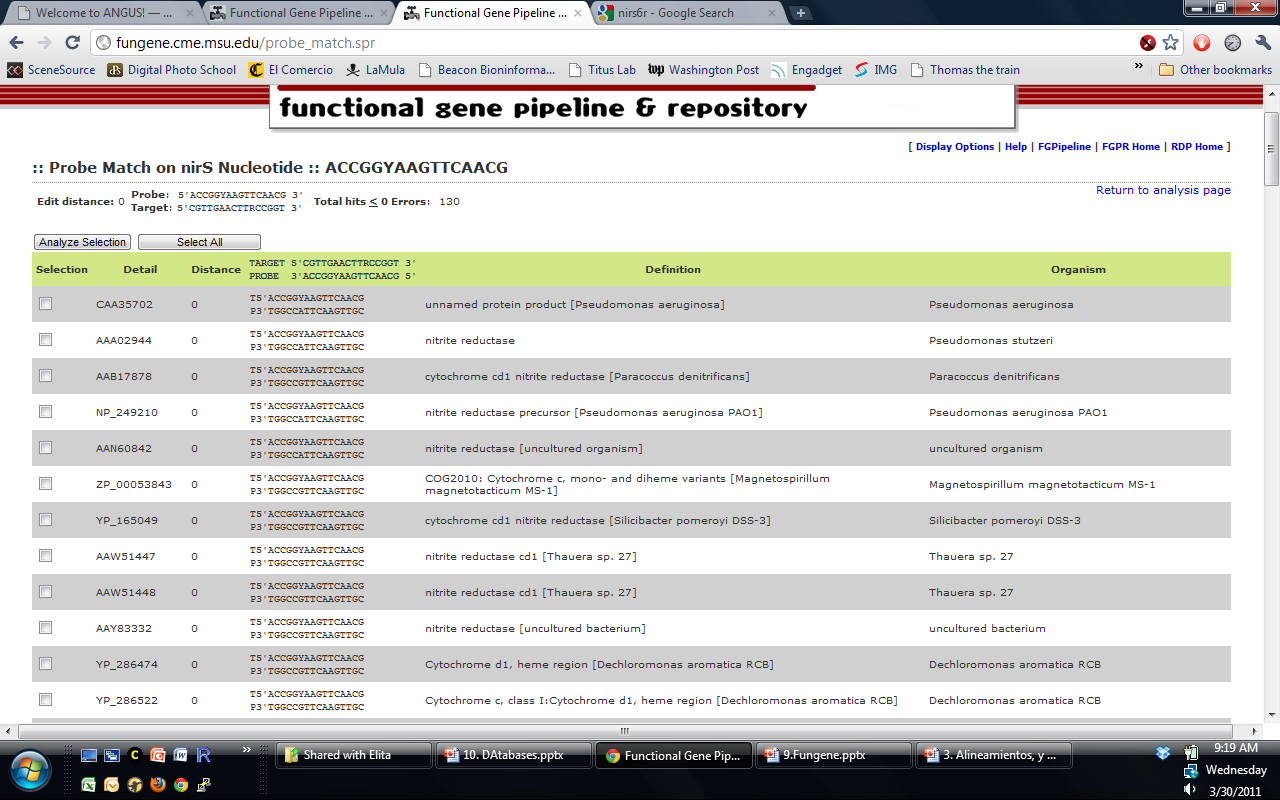 Welcome to ANGUS! — ...
Functional Gene Pipeline ...
Functional Gene Pipeline ...
nirs6r - Google Search
fungene.cme.msu.edu/probe_match.spr
SceneSource
Digital Photo School
El Comercio
LaMula
Beacon Bioninforma...
Titus Lab
Washington Post
Engadget
IMG
Thomas the train
Other bookmarks
functional gene pipeline & repository
[ Display Options | Help | FGPipeline | FGPR Home | RDP Home ]
:: Probe Match on nirS Nucleotide :: ACCGGYAAGTTCAACG
Return to analysis page
Edit distance: 0
Probe: 5'ACCGGYAAGTTCAACG 3'
Target: 5'CGTTGAACTTRCCGGT 3'
Total hits ≤ 0 Errors: 130
Analyze Selection
Select All
Selection Detail Distance
TARGET 5'CGTTGAACTTRCCGGT 3'
PROBE 3'ACCGGYAAGTTCAACG 5'
Definition Organism
CAA35702 0
T5'ACCGGYAAGTTCAACG
P3'TGGCCATTCAAGTTGC
unnamed protein product [Pseudomonas aeruginosa] Pseudomonas aeruginosa
AAA02944 0
T5'ACCGGYAAGTTCAACG
P3'TGGCCATTCAAGTTGC
nitrite reductase Pseudomonas stutzeri
AAB17878 0
T5'ACCGGYAAGTTCAACG
P3'TGGCCGTTCAAGTTGC
cytochrome cd1 nitrite reductase [Paracoccus denitrificans] Paracoccus denitrificans
NP_249210 0
T5'ACCGGYAAGTTCAACG
P3'TGGCCATTCAAGTTGC
nitrite reductase precursor [Pseudomonas aeruginosa PAO1] Pseudomonas aeruginosa PAO1
AAN60842 0
T5'ACCGGYAAGTTCAACG
P3'TGGCCGTTCAAGTTGC
nitrite reductase [uncultured organism] uncultured organism
ZP_00053843 0
T5'ACCGGYAAGTTCAACG
P3'TGGCCGTTCAAGTTGC
COG2010: Cytochrome c, mono- and diheme variants [Magnetospirillum
magnetotacticum MS-1]
Magnetospirillum magnetotacticum MS-1
YP_165049 0
T5'ACCGGYAAGTTCAACG
P3'TGGCCGTTCAAGTTGC
cytochrome cd1 nitrite reductase [Silicibacter pomeroyi DSS-3] Silicibacter pomeroyi DSS-3
AAW51447 0
T5'ACCGGYAAGTTCAACG
P3'TGGCCGTTCAAGTTGC
nitrite reductase cd1 [Thauera sp. 27] Thauera sp. 27
AAW51448 0
T5'ACCGGYAAGTTCAACG
P3'TGGCCGTTCAAGTTGC
nitrite reductase cd1 [Thauera sp. 27] Thauera sp. 27
AAY83332 0
T5'ACCGGYAAGTTCAACG
P3'TGGCCGTTCAAGTTGC
nitrite reductase [uncultured bacterium] uncultured bacterium
YP_286474 0
T5'ACCGGYAAGTTCAACG
P3'TGGCCGTTCAAGTTGC
Cytochrome d1, heme region [Dechloromonas aromatica RCB] Dechloromonas aromatica RCB
YP_286522 0
T5'ACCGGYAAGTTCAACG
P3'TGGCCGTTCAAGTTGC
Cytochrome c, class I:Cytochrome d1, heme region [Dechloromonas aromatica RCB] Dechloromonas aromatica RCB
Shared with Elita
10. DAtabases.pptx
Functional Gene Pip...
9.Fungene.pptx
3. Alineamientos, y ...
9:19 AM
Wednesday
3/30/2011